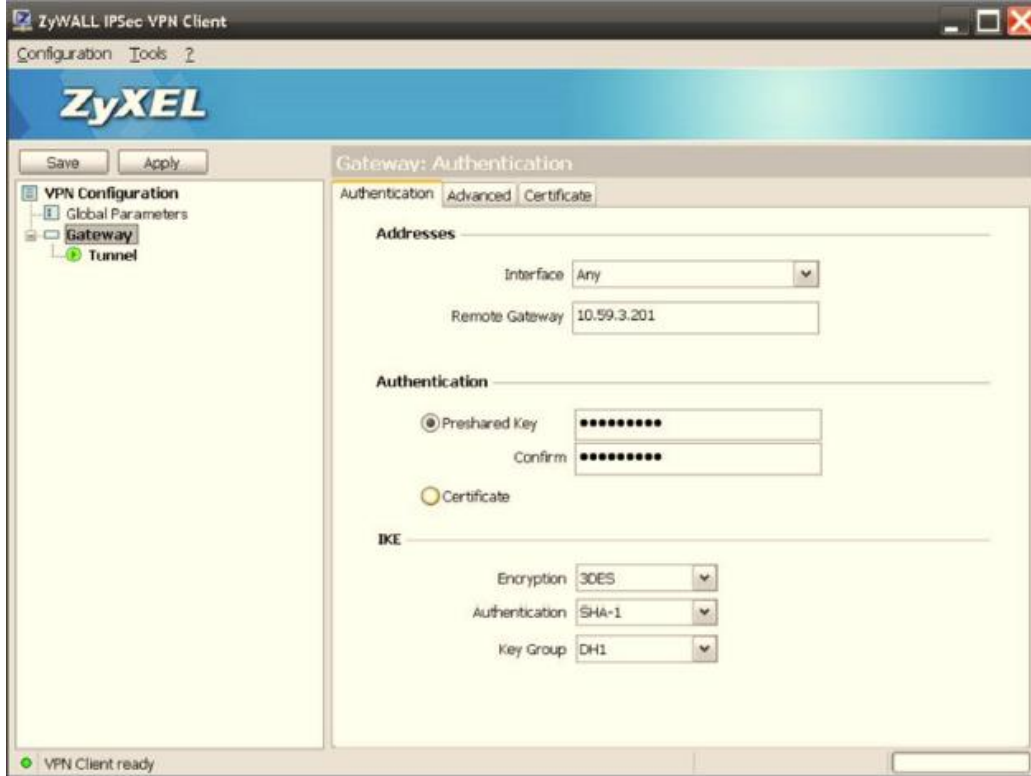 ZyWALL IPSec VPN Client
Configuration Tools ?
ZyXEL
Save Apply
VPN Configuration
Global Parameters
Gateway
Tunnel
Gateway: Authentication
Authentication Advanced Certificate
Addresses
Interface Any
Remote Gateway 10.59.3.201
Authentication
Preshared Key •••••••••
Confirm •••••••••
Certificate
IKE
Encryption 3DES
Authentication SHA-1
Key Group DH1
VPN Client ready